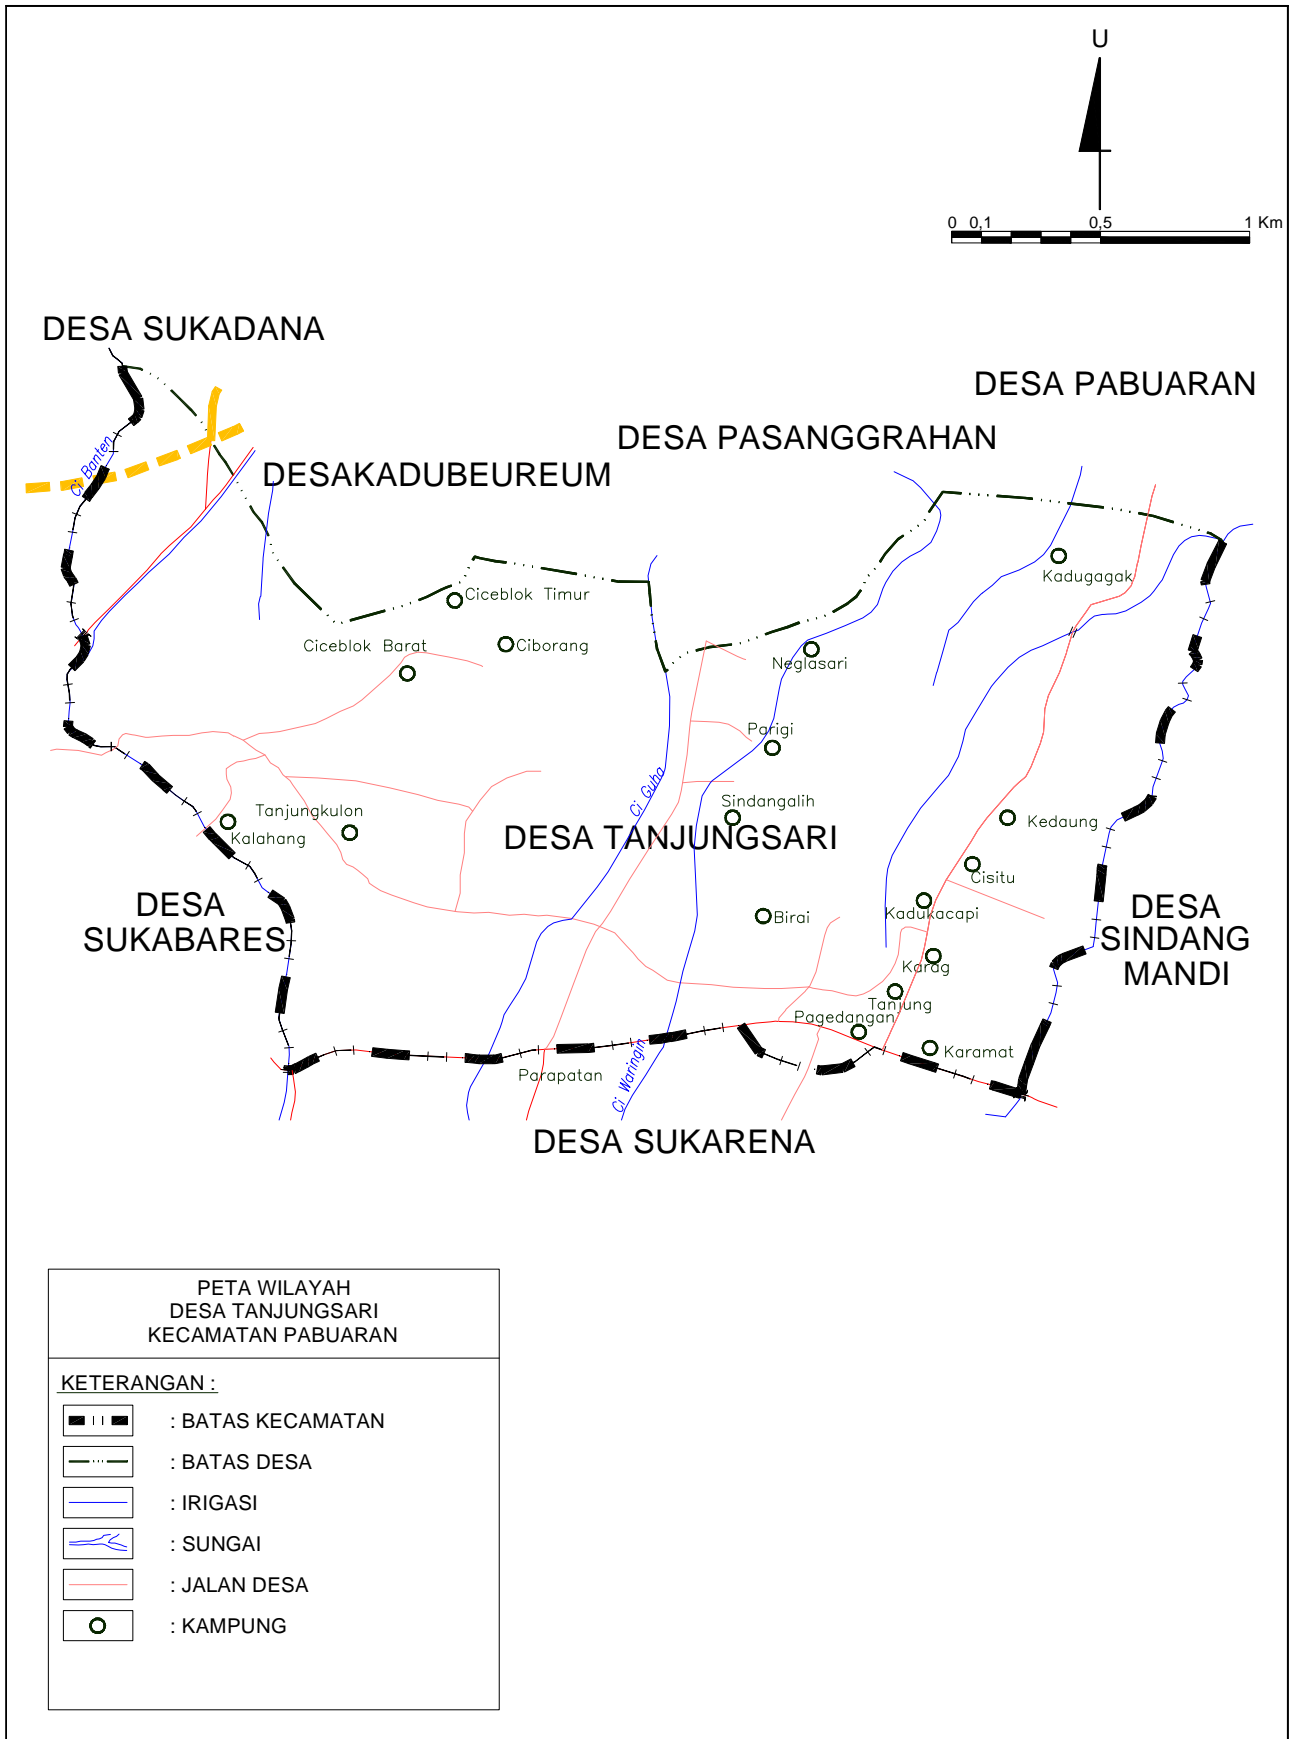 U
0 0,1 0,5 1 Km
DESA SUKADANA
DESA PABUARAN
DESA PASANGGRAHAN
DESAKADUBEUREUM
Ci Banten
Kadugagak
Ciceblok Timur
Ciceblok Barat
Ciborang
Neglasari
Parigi
Ci Guha
Sindangalih
Tanjungkulon
Kalahang
Kedaung
DESA TANJUNGSARI
Cisitu
DESA
SUKABARES
Kadukacapi
Birai
DESA
SINDANG
MANDI
Karag
Tanjung
Pagedangan
Karamat
Parapatan
Ci Waringin
DESA SUKARENA
PETA WILAYAH
DESA TANJUNGSARI
KECAMATAN PABUARAN
KETERANGAN :
: BATAS KECAMATAN
: BATAS DESA
: IRIGASI
: SUNGAI
: JALAN DESA
: KAMPUNG